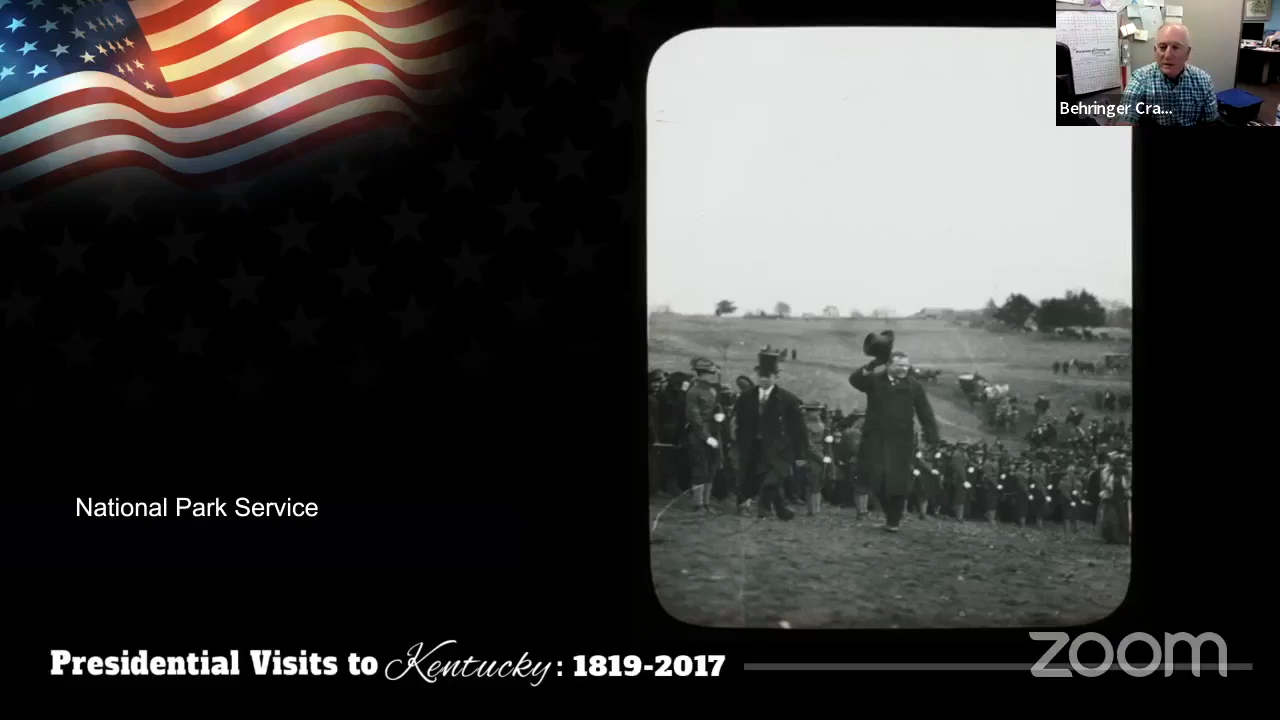 Behringer Cra...
National Park Service
Presidential Visits to Kentucky: 1819-2017
zoom